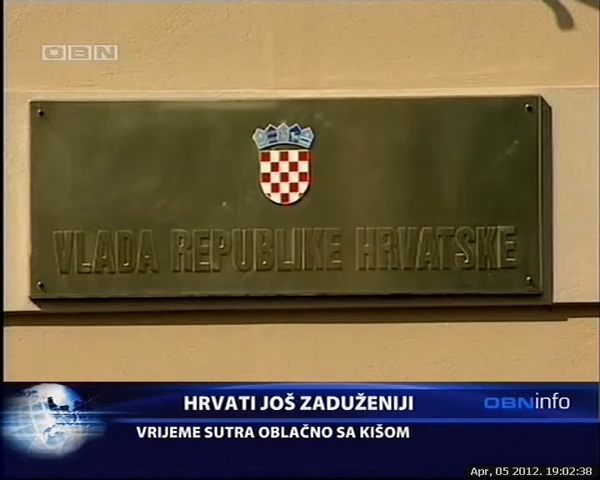 OBN
VLADA REPUBLIKE HRVATSKE
HRVATI JOŠ ZADUŽENIJI
OBNinfo
VRIJEME SUTRA OBLAČNO SA KIŠOM
Apr, 05 2012. 19:02:38